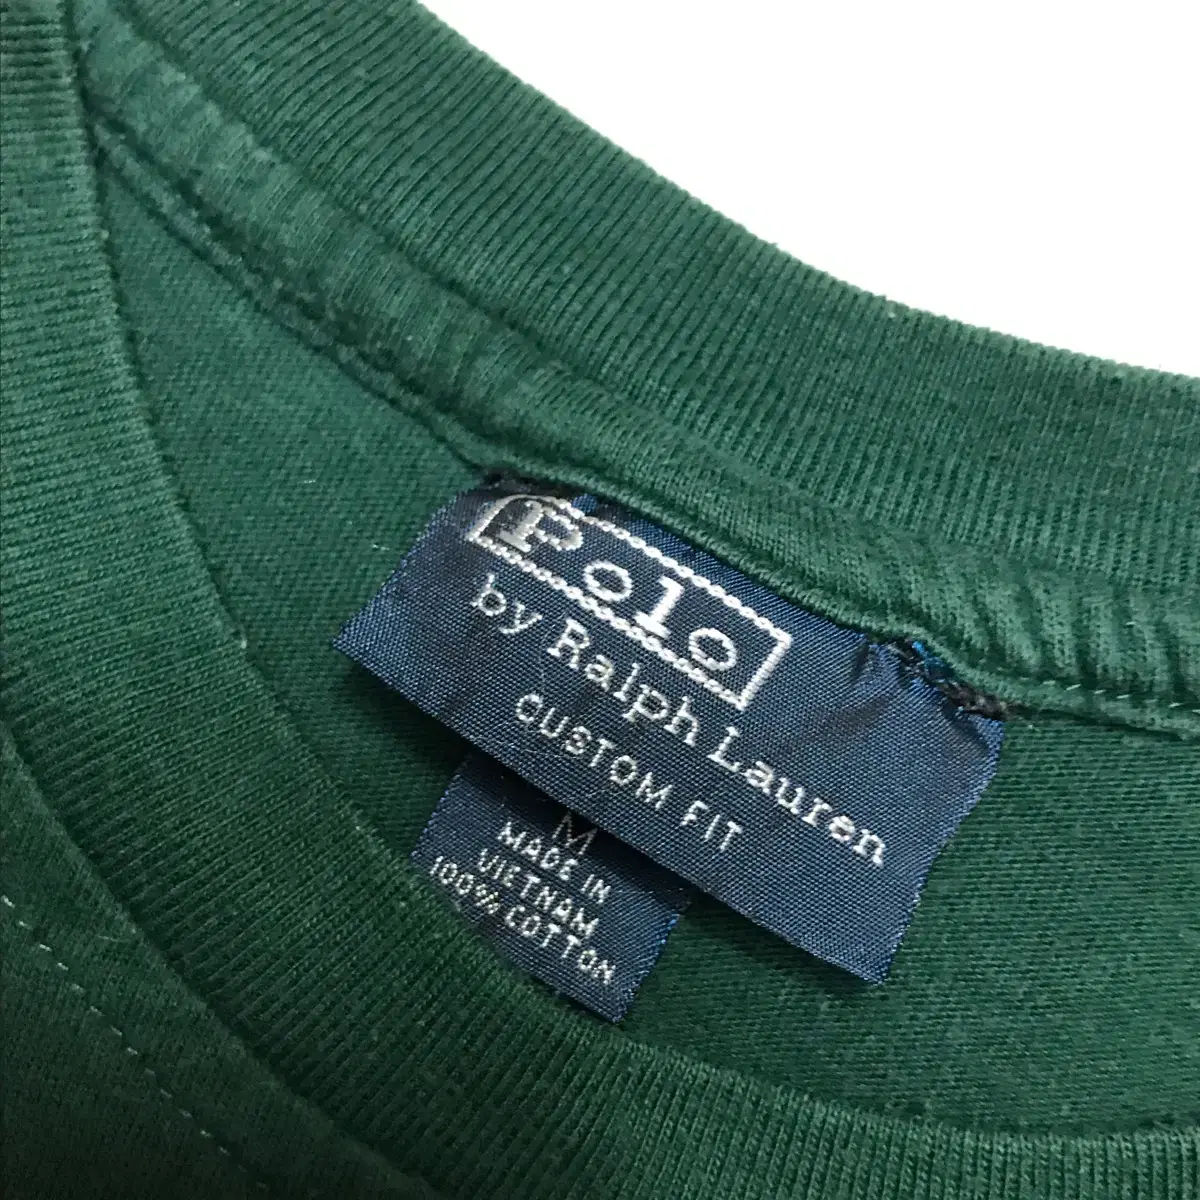 Polo
by Ralph Lauren
CUSTOM FIT
M
MADE IN
VIETNAM
100% COTTON